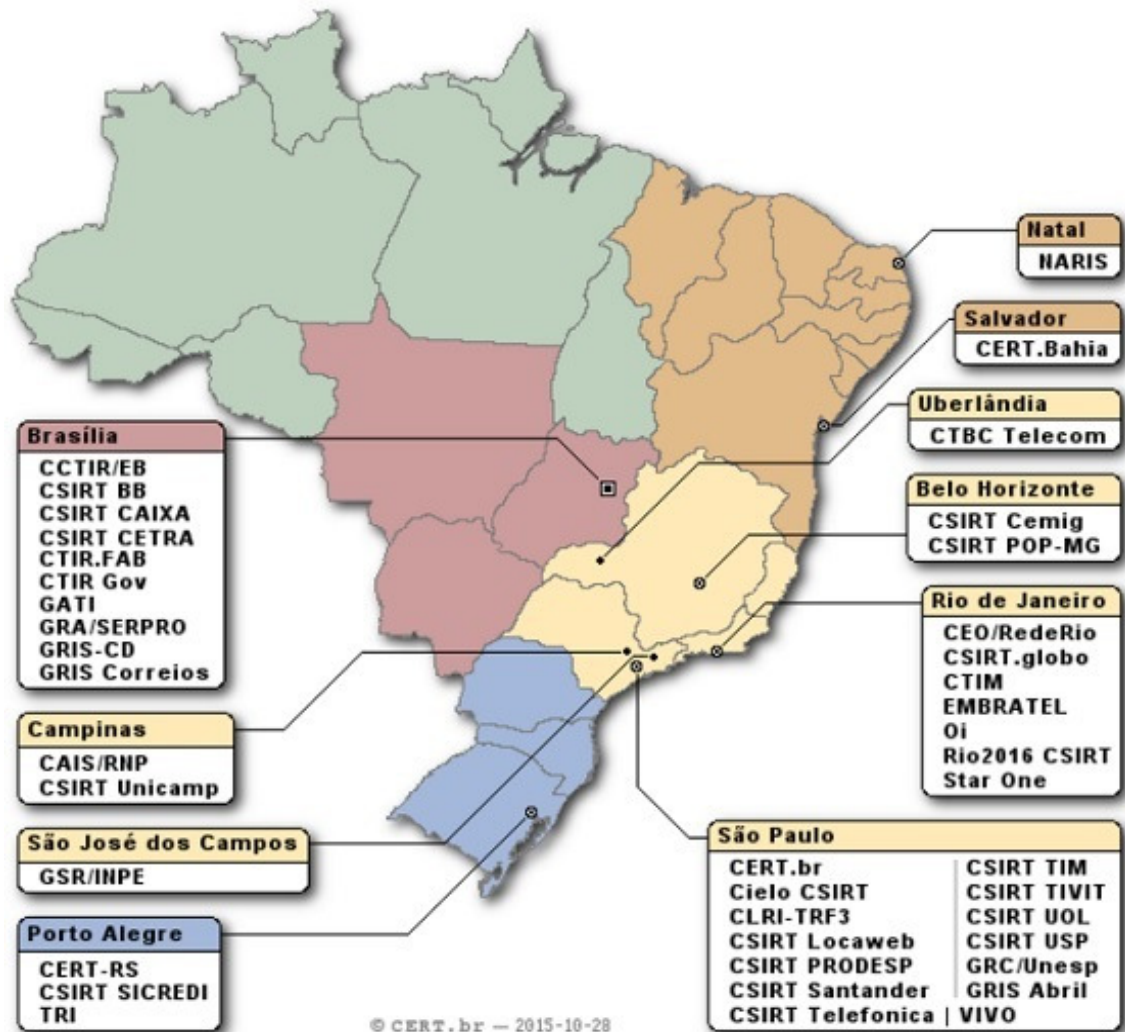 Natal
NARIS
Salvador
CERT.Bahia
Uberlândia
CTBC Telecom
Belo Horizonte
CSIRT Cemig
CSIRT POP-MG
Rio de Janeiro
CEO/RedeRio
CSIRT.globo
CTIM
EMBRATEL
Oi
Rio2016 CSIRT
Star One
Brasília
CCTIR/EB
CSIRT BB
CSIRT CAIXA
CSIRT CETRA
CTIR.FAB
CTIR Gov
GATI
GRA/SERPRO
GRIS-CD
GRIS Correios
Campinas
CAIS/RNP
CSIRT Unicamp
São José dos Campos
GSR/INPE
Porto Alegre
CERT-RS
CSIRT SICREDI
TRI
São Paulo
CERT.br
Cielo CSIRT
CLRI-TRF3
CSIRT Locaweb
CSIRT PRODESP
CSIRT Santander
CSIRT Telefonica | VIVO
CSIRT TIM
CSIRT TIVIT
CSIRT UOL
CSIRT USP
GRC/Unesp
GRIS Abril
© CERT.br — 2015-10-28